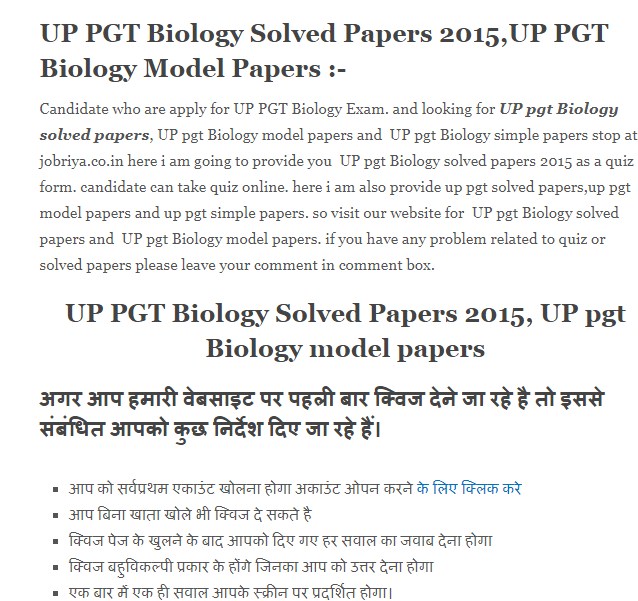 UP PGT Biology Solved Papers 2015,UP PGT
Biology Model Papers :-
Candidate who are apply for UP PGT Biology Exam. and looking for UP pgt Biology
solved papers, UP pgt Biology model papers and  UP pgt Biology simple papers stop at
jobriya.co.in here i am going to provide you  UP pgt Biology solved papers 2015 as a quiz
form. candidate can take quiz online. here i am also provide up pgt solved papers,up pgt
model papers and up pgt simple papers. so visit our website for  UP pgt Biology solved
papers and  UP pgt Biology model papers. if you have any problem related to quiz or
solved papers please leave your comment in comment box.
UP PGT Biology Solved Papers 2015, UP pgt
Biology model papers
अगर आप हमारी वेबसाइट पर पहली बार क्विज देने जा रहे है तो इससे
संबंधित आपको कुछ निर्देश दिए जा रहे हैं।
▪ आप को सर्वप्रथम एकाउंट खोलना होगा अकाउंट ओपन करने के लिए क्लिक करे
▪ आप बिना खाता खोले भी क्विज दे सकते है
▪ क्विज पेज के खुलने के बाद आपको दिए गए हर सवाल का जवाब देना होगा
▪ क्विज बहुविकल्पी प्रकार के होंगे जिनका आप को उत्तर देना होगा
▪ एक बार में एक ही सवाल आपके स्क्रीन पर प्रदर्शित होगा।